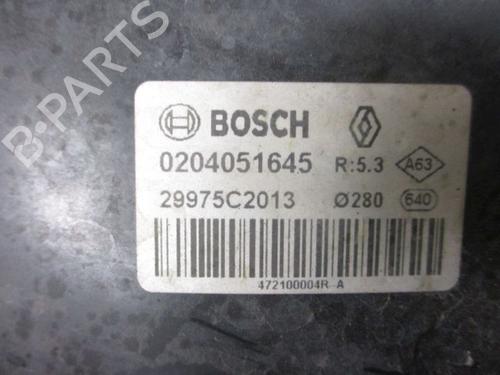 B-PARTS
BOSCH
0204051645 R:5.3 A63
29975C2013 Ø280 640
472100004R-A